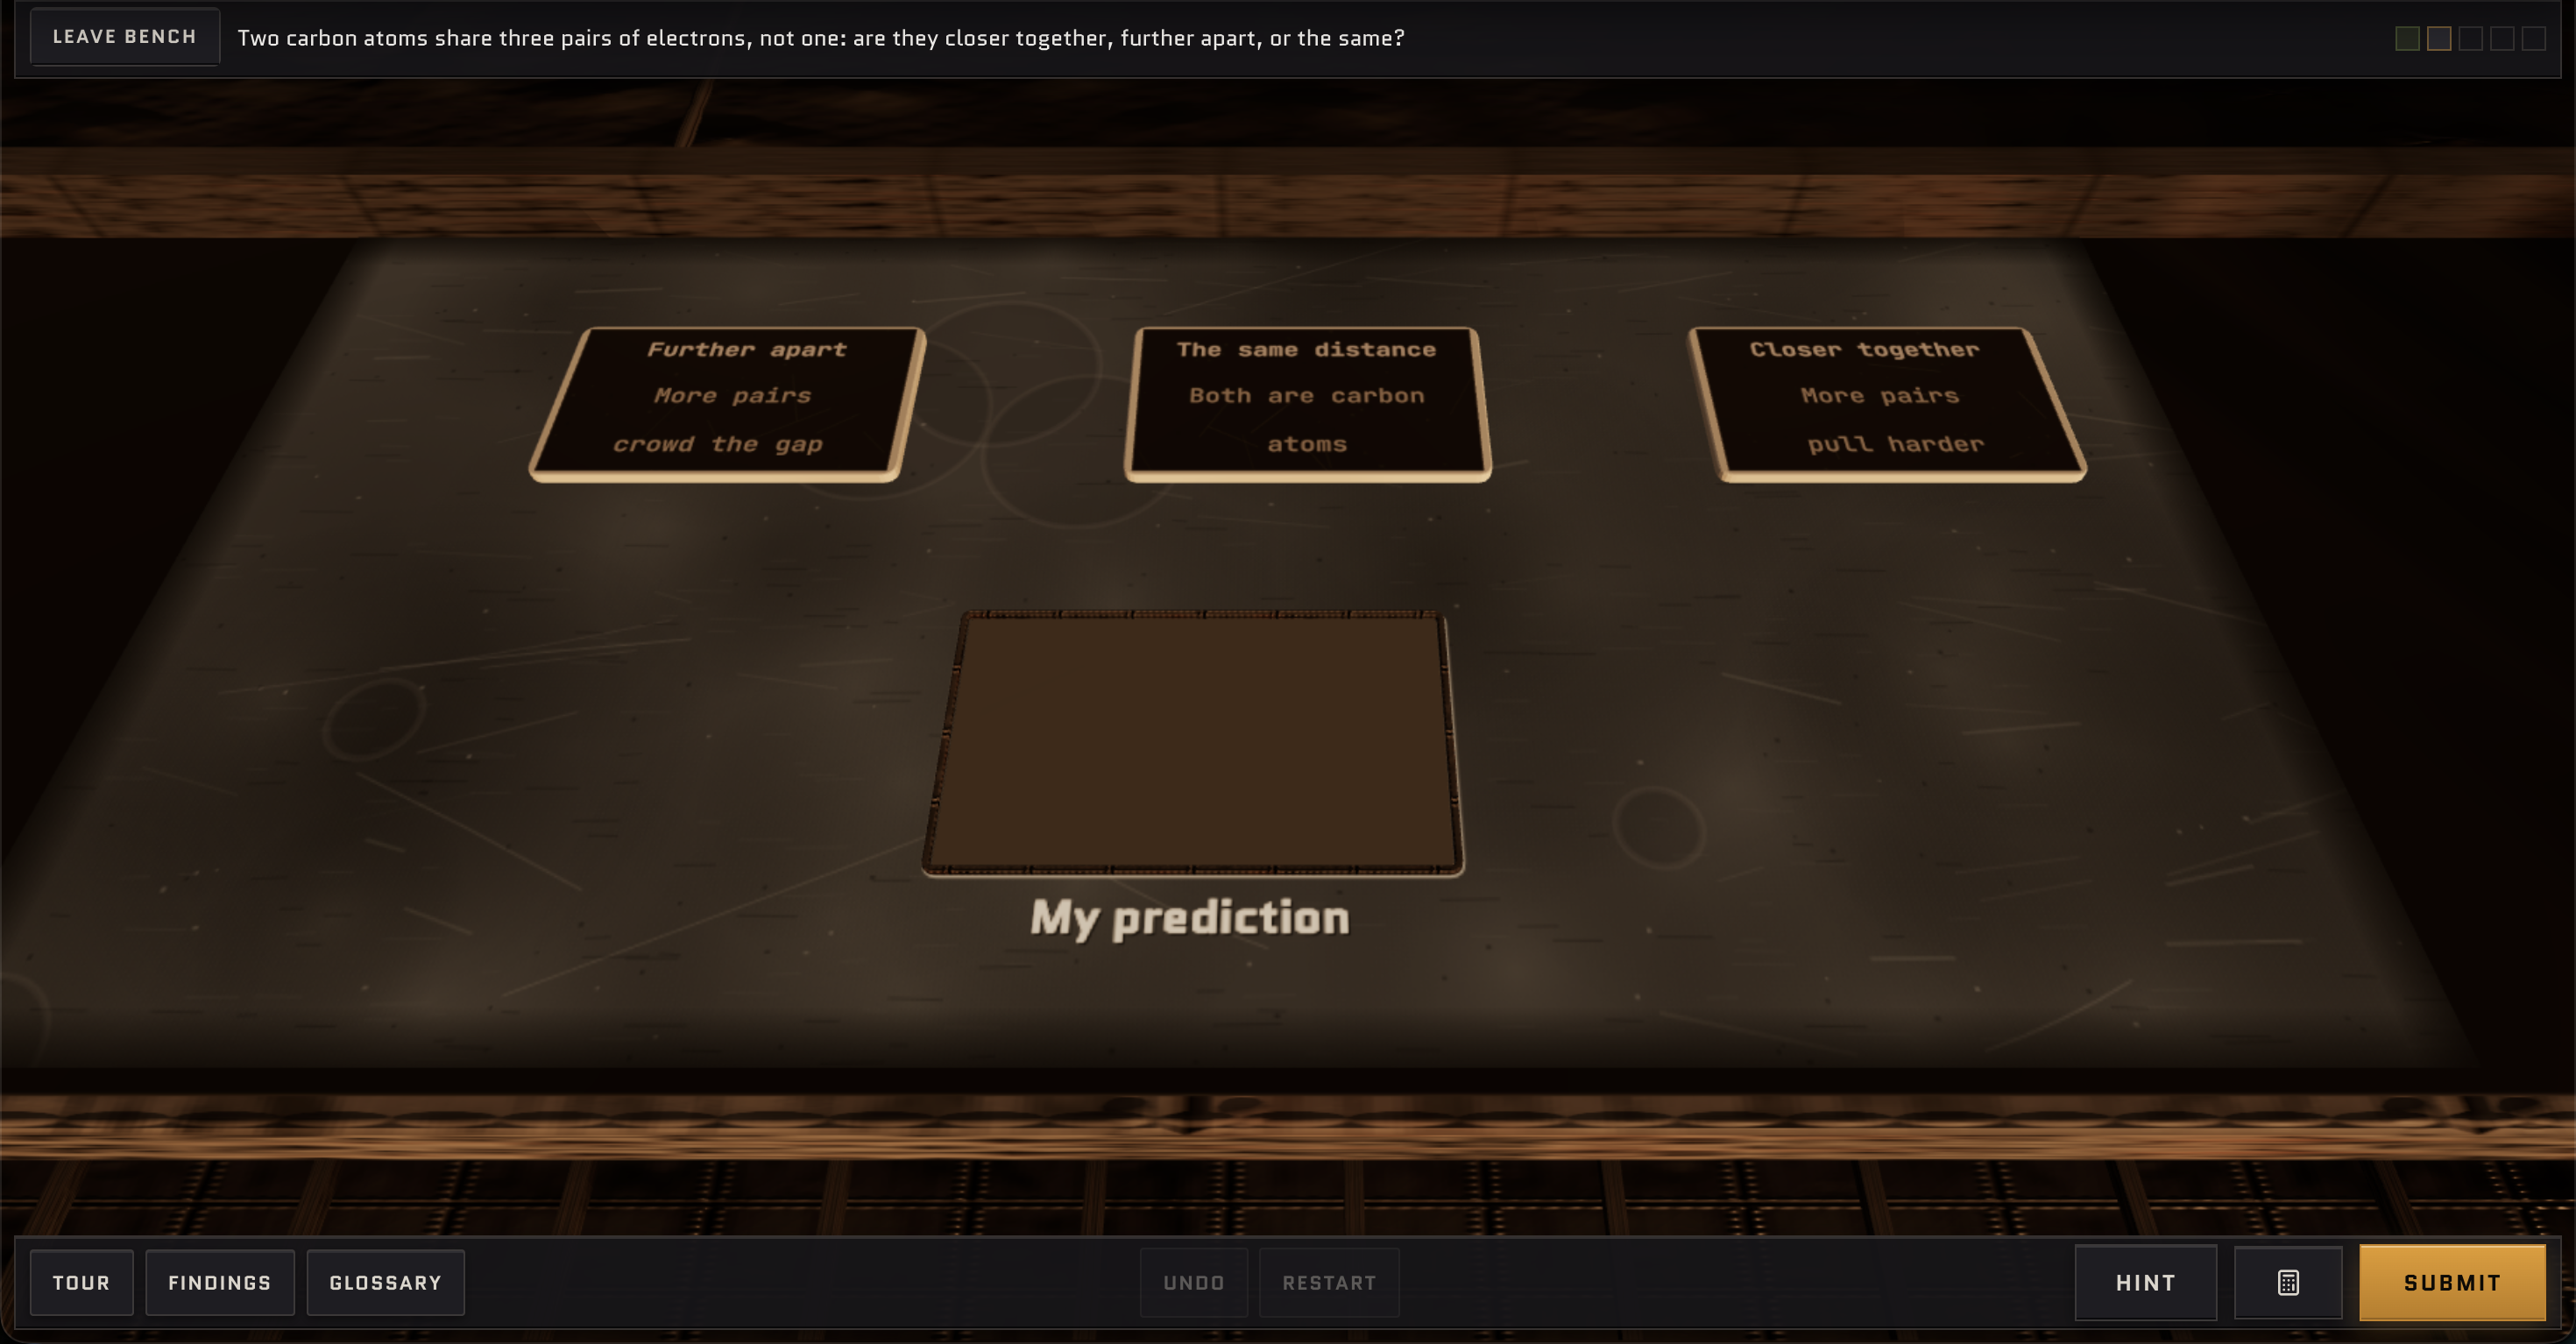 LEAVE BENCH
Two carbon atoms share three pairs of electrons, not one: are they closer together, further apart, or the same?
Further apart
More pairs
crowd the gap
The same distance
Both are carbon
atoms
Closer together
More pairs
pull harder
My prediction
TOUR
FINDINGS
GLOSSARY
UNDO
RESTART
HINT
SUBMIT